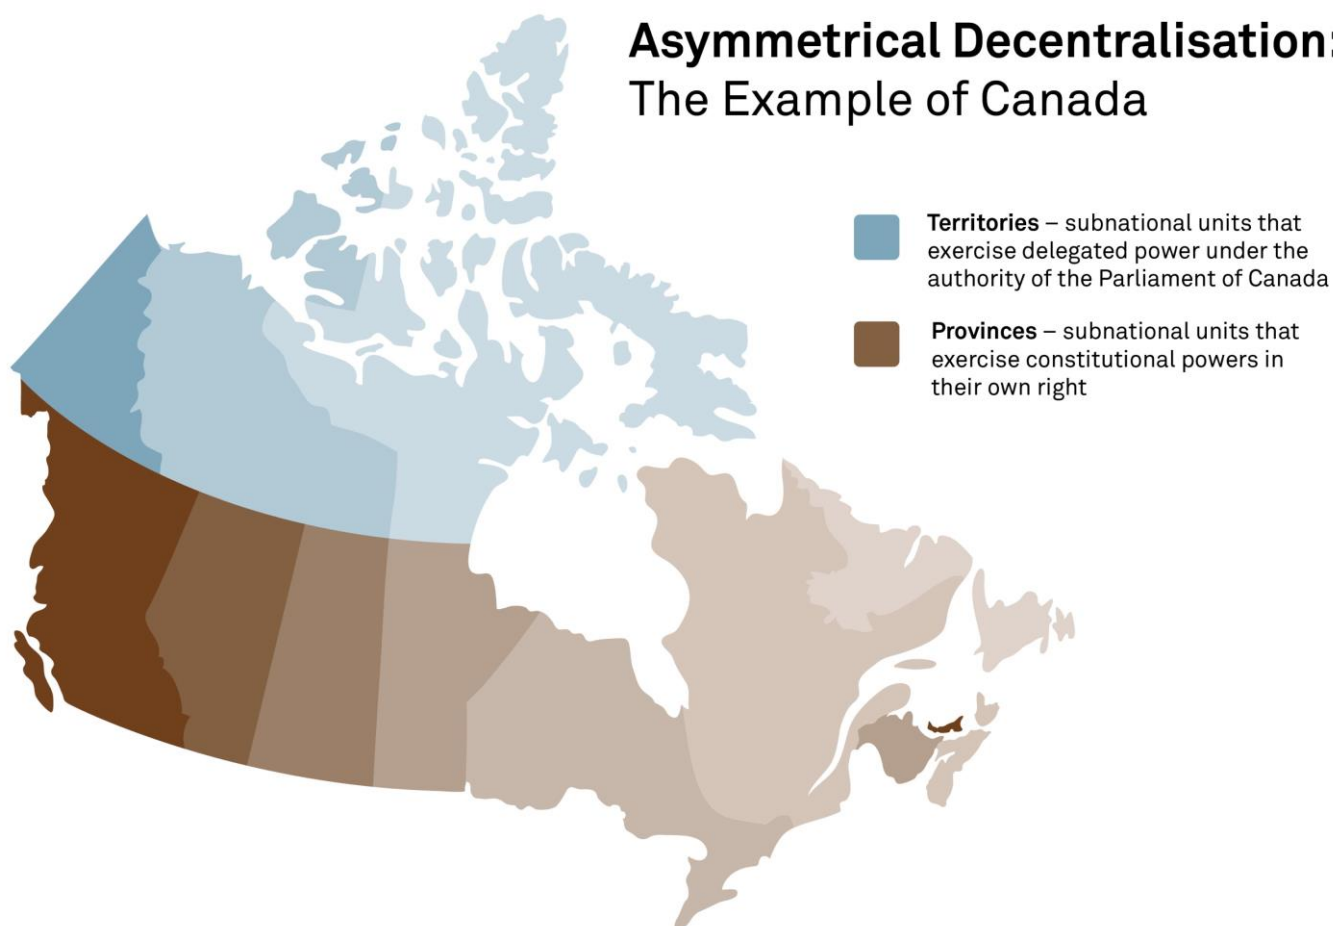 Asymmetrical Decentralisation:
The Example of Canada
Territories – subnational units that
exercise delegated power under the
authority of the Parliament of Canada
Provinces – subnational units that
exercise constitutional powers in
their own right